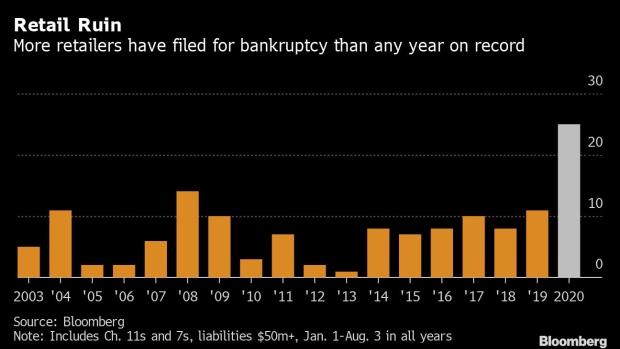 Retail Ruin
More retailers have filed for bankruptcy than any year on record
30
20
10
0
2003 '04 '05 '06 '07 '08 '09 '10 '11 '12 '13 '14 '15 '16 '17 '18 '19 2020
Source: Bloomberg
Note: Includes Ch. 11s and 7s, liabilities $50m+, Jan. 1-Aug. 3 in all years
Bloomberg